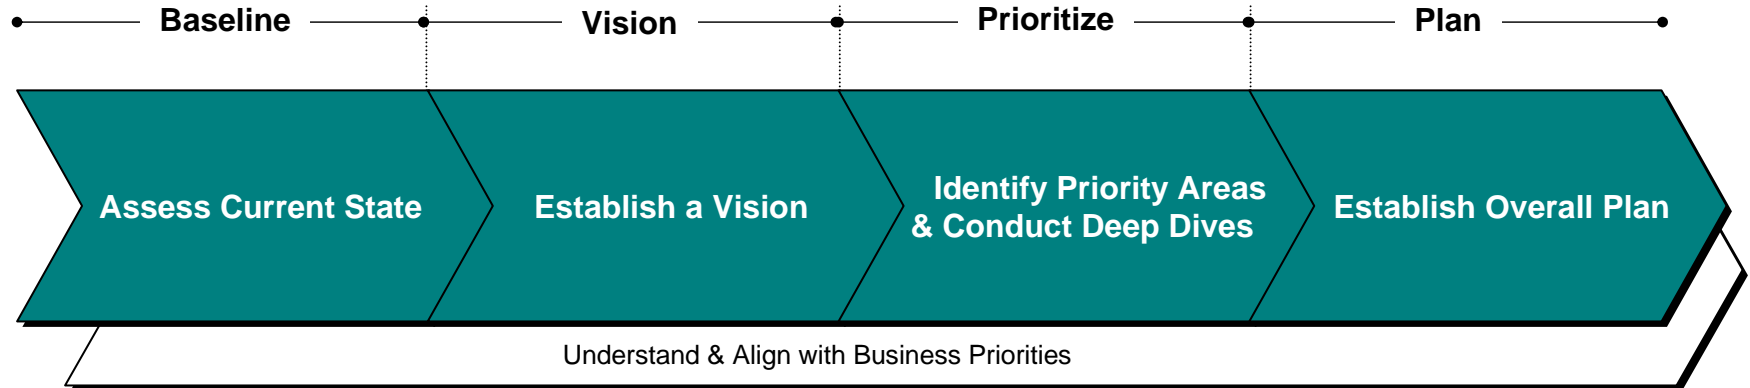 Baseline
Vision
Prioritize
Plan
Assess Current State
Establish a Vision
Identify Priority Areas
& Conduct Deep Dives
Establish Overall Plan
Understand & Align with Business Priorities